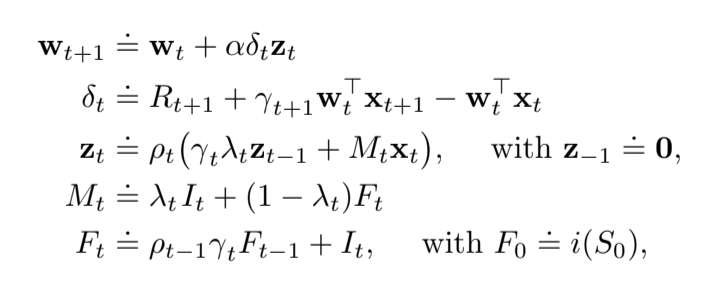 w_{t+1} ≐ w_t + αδ_t z_t
δ_t ≐ R_{t+1} + γ_{t+1} w_t^⊤ x_{t+1} − w_t^⊤ x_t
z_t ≐ ρ_t(γ_t λ_t z_{t−1} + M_t x_t), with z_{−1} ≐ 0,
M_t ≐ λ_t I_t + (1 − λ_t)F_t
F_t ≐ ρ_{t−1} γ_t F_{t−1} + I_t, with F_0 ≐ i(S_0),